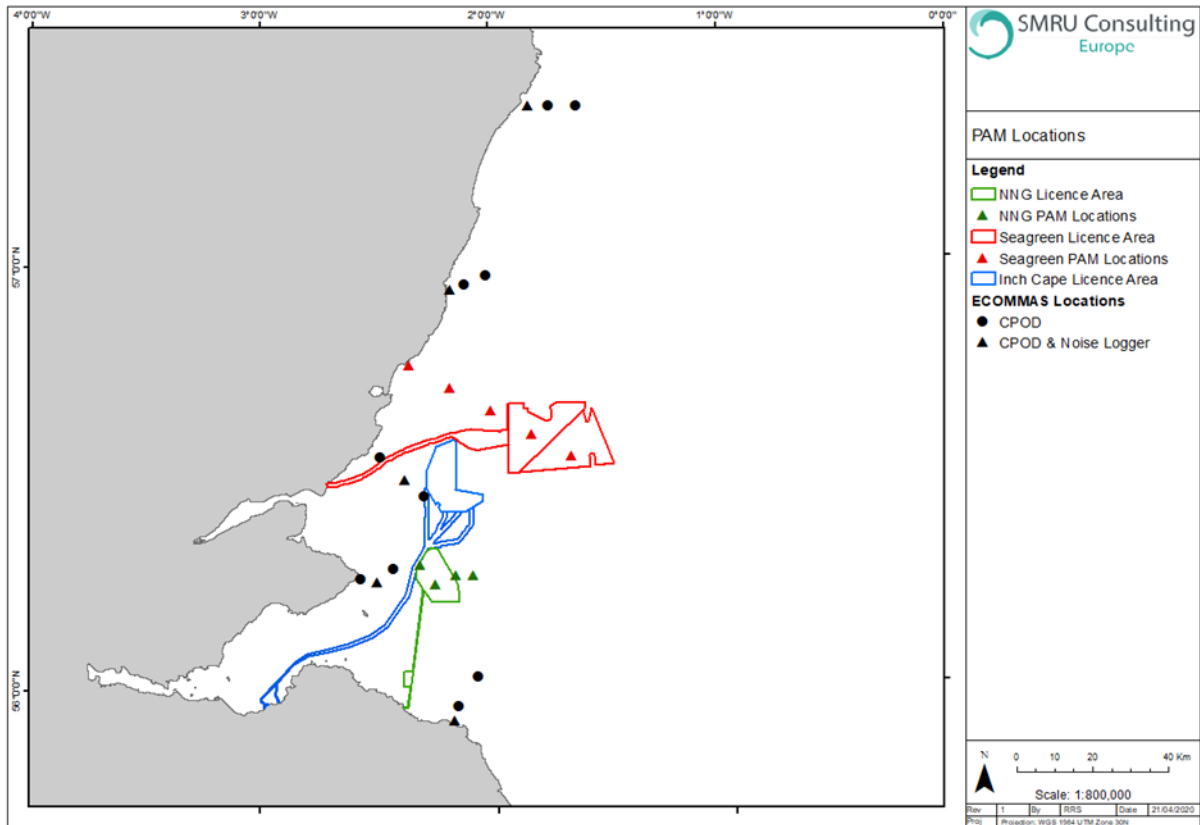 4°0'0"W 3°0'0"W 2°0'0"W 1°0'0"W 0°0'0"
57°0'0"N
56°0'0"N
SMRU Consulting
Europe
PAM Locations
Legend
NNG Licence Area
NNG PAM Locations
Seagreen Licence Area
Seagreen PAM Locations
Inch Cape Licence Area
ECOMMAS Locations
CPOD
CPOD & Noise Logger
N
0 10 20 40 Km
Scale: 1:800,000
Rev 1 By RRS Date 21/04/2020
Proj Projection: WGS 1984 UTM Zone 30N